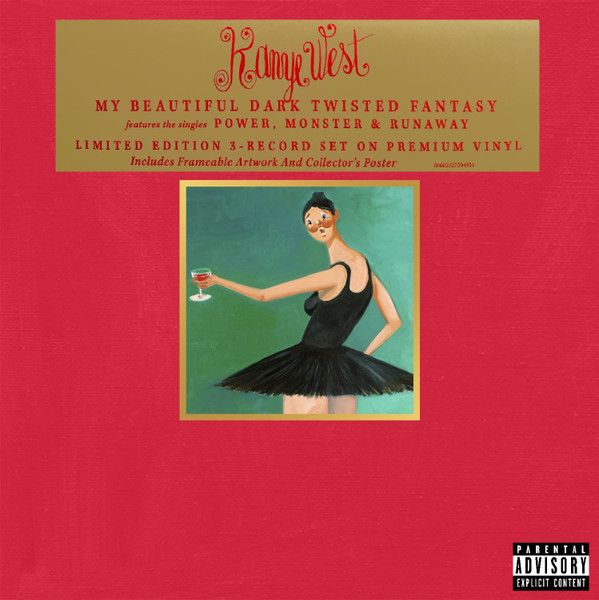 Kanye West
MY BEAUTIFUL DARK TWISTED FANTASY
features the singles POWER, MONSTER & RUNAWAY
LIMITED EDITION 3-RECORD SET ON PREMIUM VINYL
Includes Frameable Artwork And Collector's Poster
PARENTAL
ADVISORY
EXPLICIT CONTENT